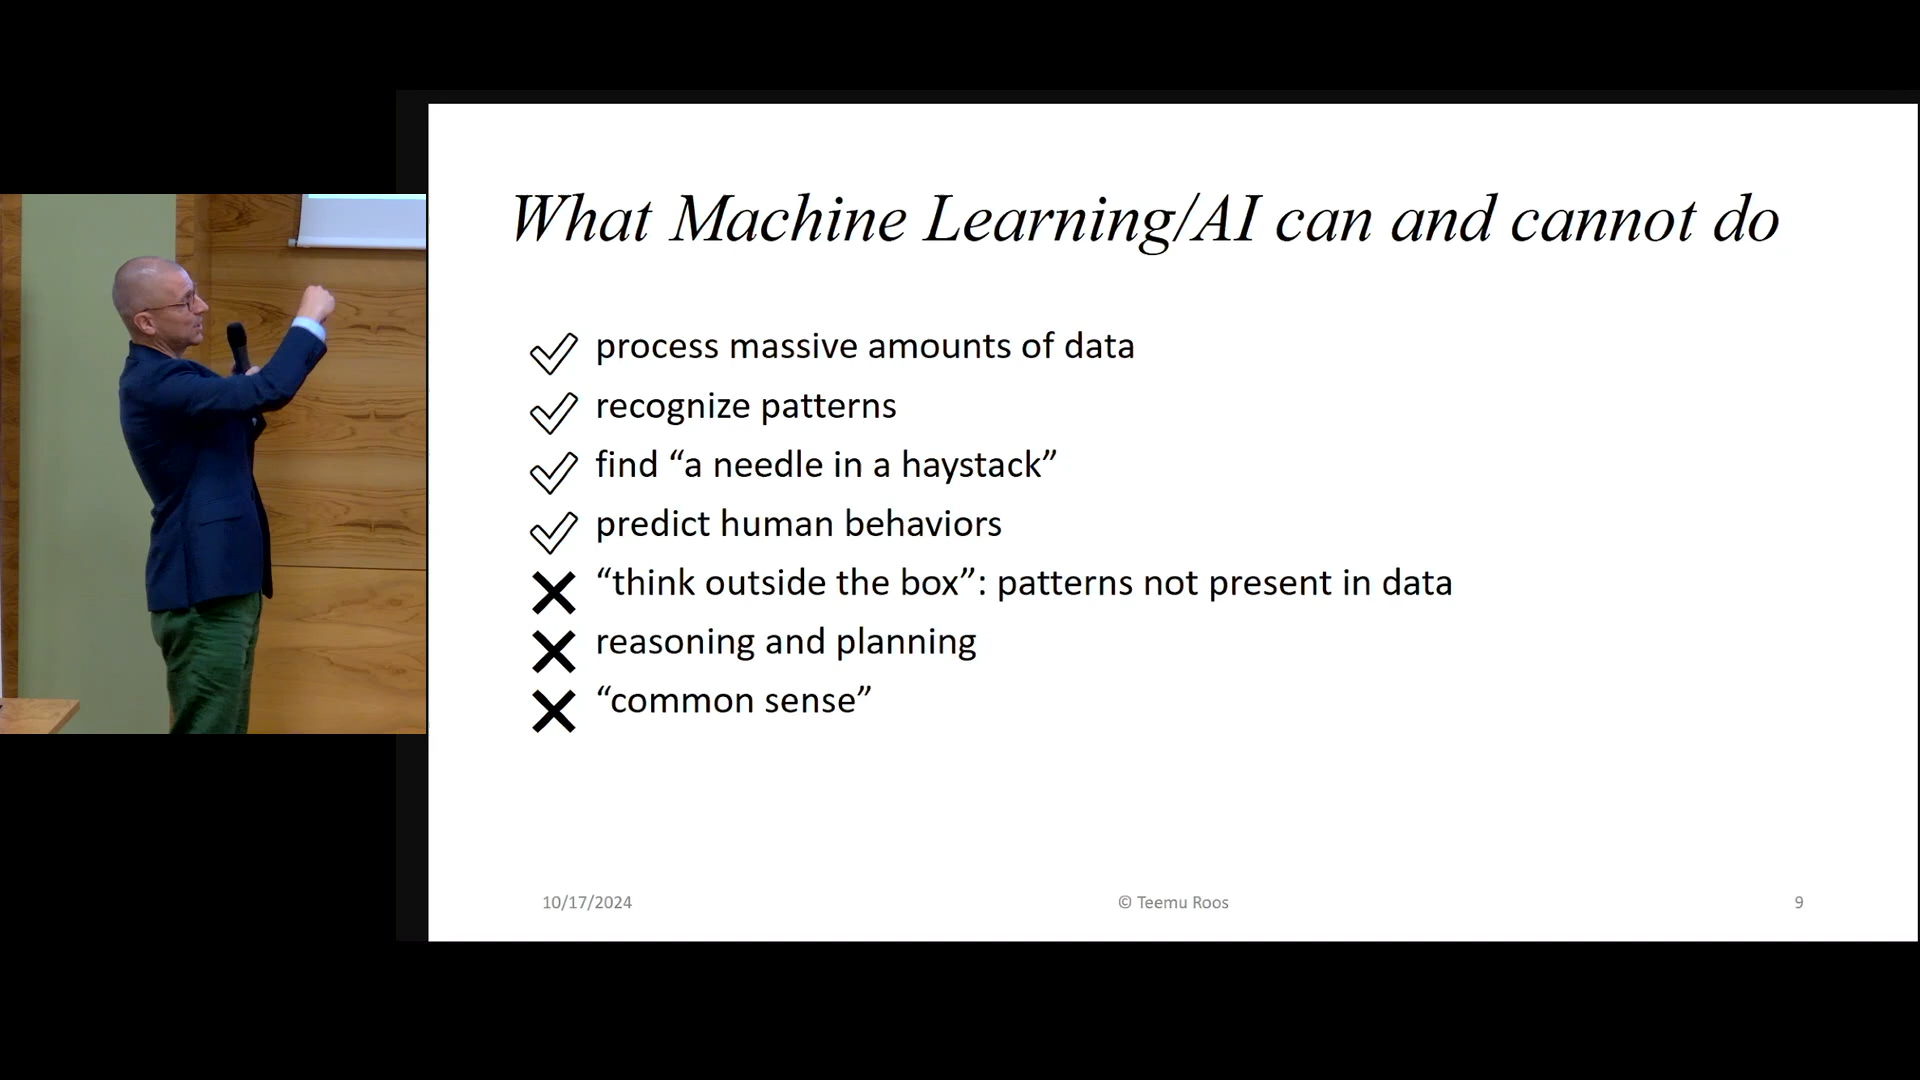 What Machine Learning/AI can and cannot do
process massive amounts of data
recognize patterns
find “a needle in a haystack”
predict human behaviors
“think outside the box”: patterns not present in data
reasoning and planning
“common sense”
10/17/2024
© Teemu Roos
9